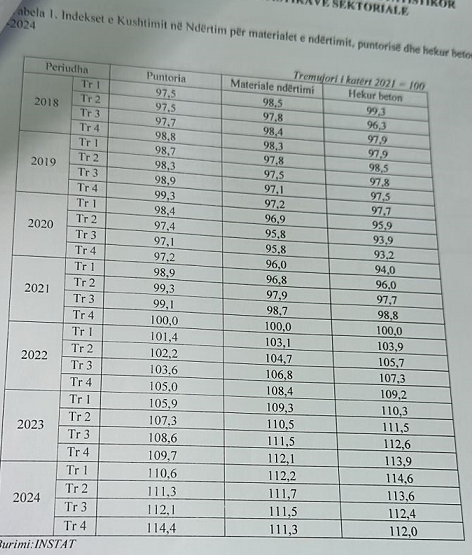 SEKTORIALE
abela 1. Indekset e Kushtimit në Ndërtim për materialet e ndërtimit, puntorisë dhe hekur beto
-2024
Tremujori i katërt 2021 = 100
Periudha Puntoria Materiale ndërtimi Hekur beton
2018 Tr 1 97,5 98,5 99,3
Tr 2 97,5 97,8 96,3
Tr 3 97,7 98,4 97,9
Tr 4 98,8 98,3 97,9
2019 Tr 1 98,7 97,8 98,5
Tr 2 98,3 97,5 97,8
Tr 3 98,9 97,1 97,5
Tr 4 99,3 97,2 97,7
2020 Tr 1 98,4 96,9 95,9
Tr 2 97,4 95,8 93,9
Tr 3 97,1 95,8 93,2
Tr 4 97,2 96,0 94,0
2021 Tr 1 98,9 96,8 96,0
Tr 2 99,3 97,9 97,7
Tr 3 99,1 98,7 98,8
Tr 4 100,0 100,0 100,0
2022 Tr 1 101,4 103,1 103,9
Tr 2 102,2 104,7 105,7
Tr 3 103,6 106,8 107,3
Tr 4 105,0 108,4 109,2
2023 Tr 1 105,9 109,3 110,3
Tr 2 107,3 110,5 111,5
Tr 3 108,6 111,5 112,6
Tr 4 109,7 112,1 113,9
2024 Tr 1 110,6 112,2 114,6
Tr 2 111,3 111,7 113,6
Tr 3 112,1 111,5 112,4
Tr 4 114,4 111,3 112,0
Burimi: INSTAT